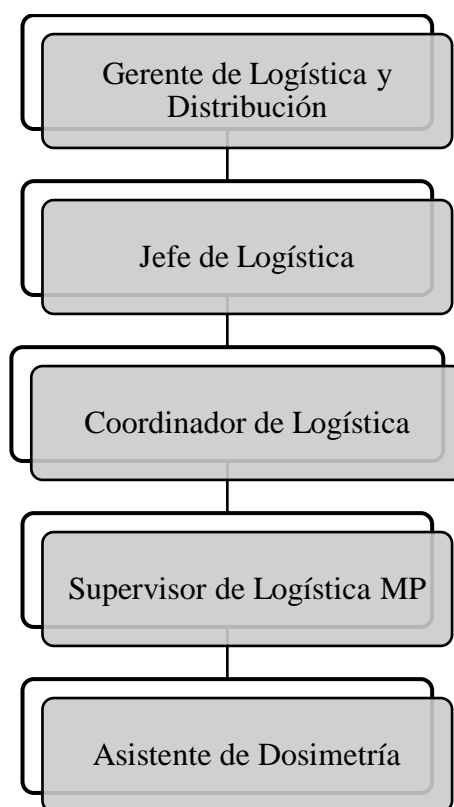 Gerente de Logística y
Distribución
Jefe de Logística
Coordinador de Logística
Supervisor de Logística MP
Asistente de Dosimetría